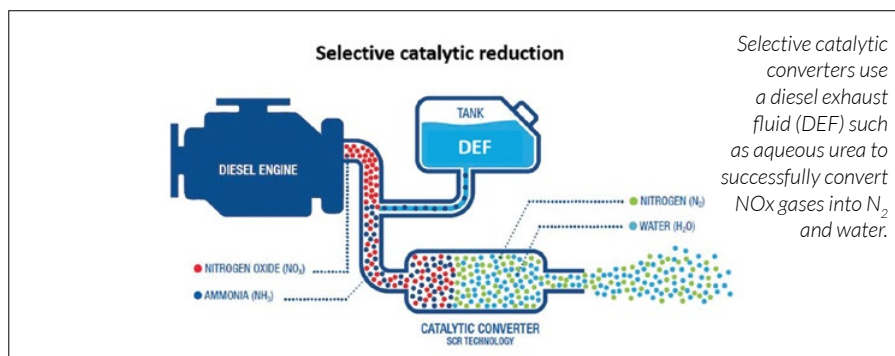 Selective catalytic reduction
TANK
DEF
DIESEL ENGINE
NITROGEN (N₂)
WATER (H₂O)
NITROGEN OXIDE (NOₓ)
AMMONIA (NH₃)
CATALYTIC CONVERTER
SCR TECHNOLOGY
Selective catalytic
converters use
a diesel exhaust
fluid (DEF) such
as aqueous urea to
successfully convert
NOx gases into N₂
and water.